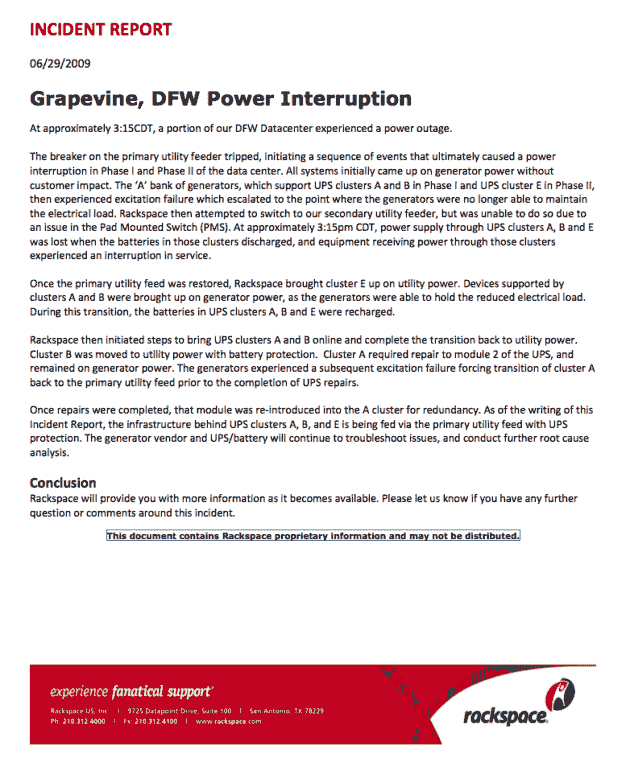 INCIDENT REPORT
06/29/2009
Grapevine, DFW Power Interruption
At approximately 3:15CDT, a portion of our DFW Datacenter experienced a power outage.
The breaker on the primary utility feeder tripped, initiating a sequence of events that ultimately caused a power
interruption in Phase I and Phase II of the data center. All systems initially came up on generator power without
customer impact. The ‘A’ bank of generators, which support UPS clusters A and B in Phase I and UPS cluster E in Phase II,
then experienced excitation failure which escalated to the point where the generators were no longer able to maintain
the electrical load. Rackspace then attempted to switch to our secondary utility feeder, but was unable to do so due to
an issue in the Pad Mounted Switch (PMS). At approximately 3:15pm CDT, power supply through UPS clusters A, B and E
was lost when the batteries in those clusters discharged, and equipment receiving power through those clusters
experienced an interruption in service.
Once the primary utility feed was restored, Rackspace brought cluster E up on utility power. Devices supported by
clusters A and B were brought up on generator power, as the generators were able to hold the reduced electrical load.
During this transition, the batteries in UPS clusters A, B and E were recharged.
Rackspace then initiated steps to bring UPS clusters A and B online and complete the transition back to utility power.
Cluster B was moved to utility power with battery protection.  Cluster A required repair to module 2 of the UPS, and
remained on generator power. The generators experienced a subsequent excitation failure forcing transition of cluster A
back to the primary utility feed prior to the completion of UPS repairs.
Once repairs were completed, that module was re-introduced into the A cluster for redundancy. As of the writing of this
Incident Report, the infrastructure behind UPS clusters A, B, and E is being fed via the primary utility feed with UPS
protection. The generator vendor and UPS/battery will continue to troubleshoot issues, and conduct further root cause
analysis.
Conclusion
Rackspace will provide you with more information as it becomes available. Please let us know if you have any further
question or comments around this incident.
This document contains Rackspace proprietary information and may not be distributed.
experience fanatical support®
Rackspace US, Inc. | 9725 Datapoint Drive, Suite 100 | San Antonio, TX 78229
Ph: 210.312.4000 | Fx: 210.312.4100 | www.rackspace.com
rackspace®